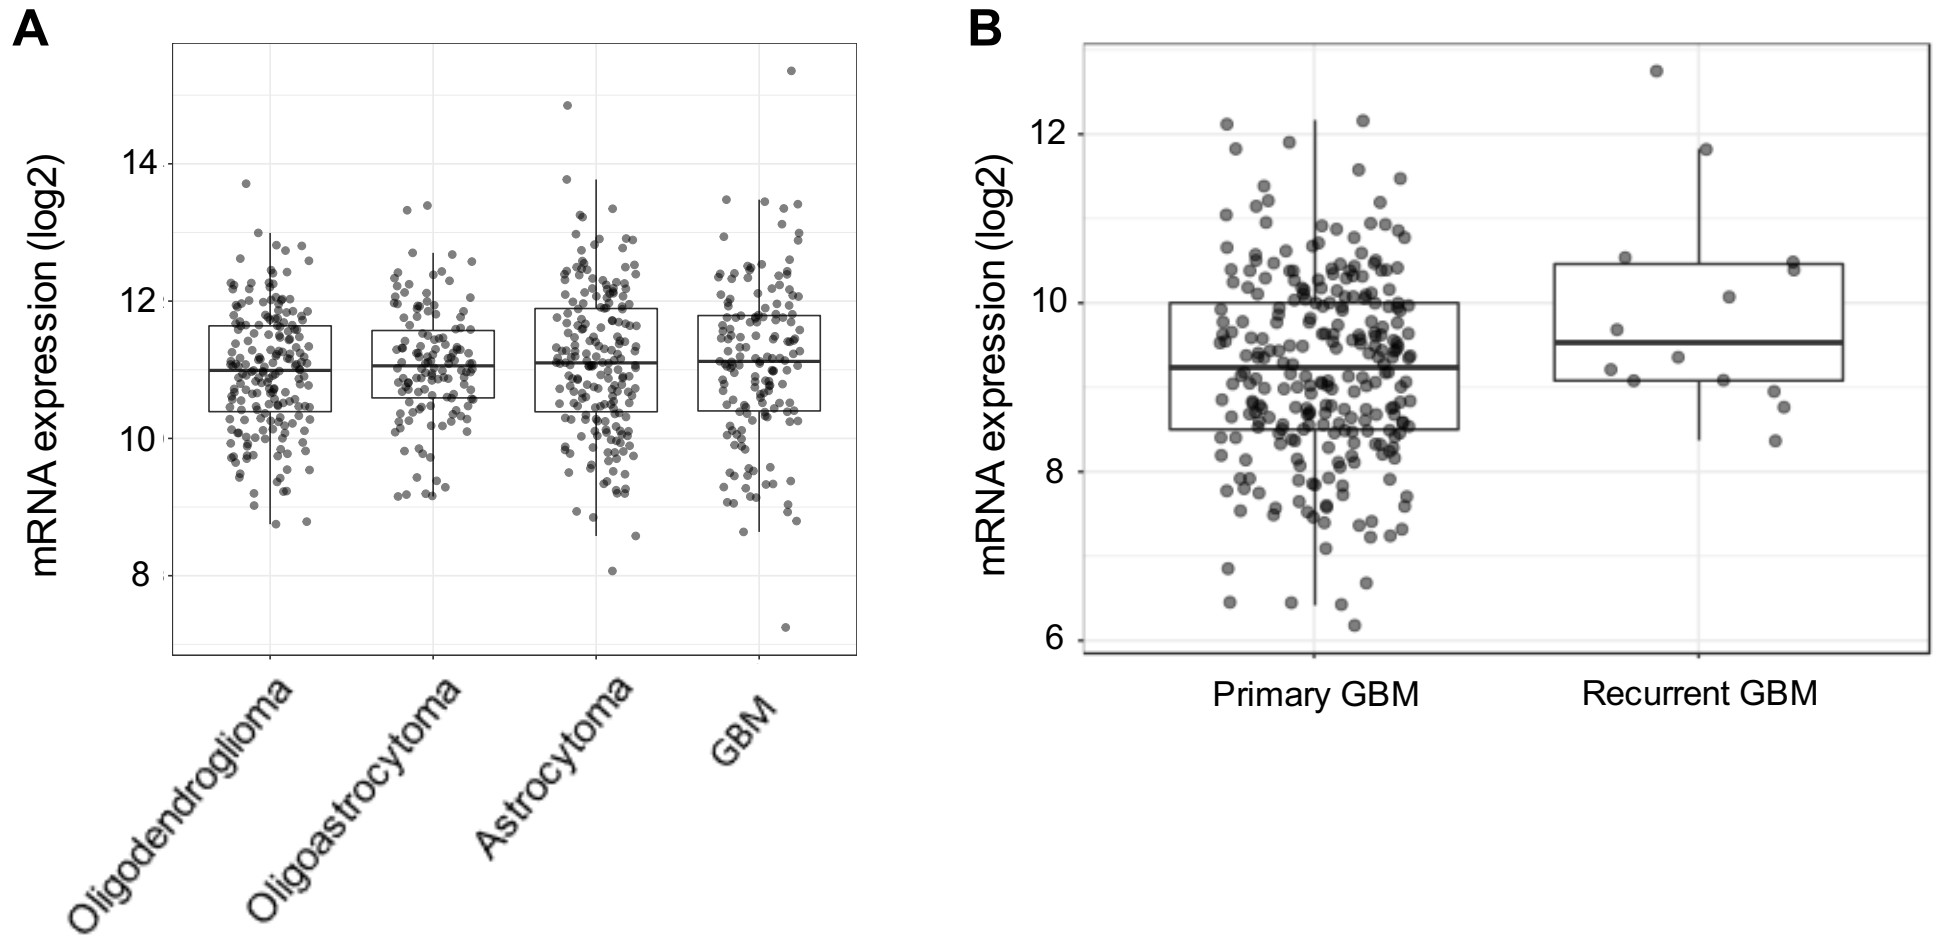 A
mRNA expression (log2)
14
12
10
8
Oligodendroglioma
Oligoastrocytoma
Astrocytoma
GBM
B
mRNA expression (log2)
12
10
8
6
Primary GBM
Recurrent GBM